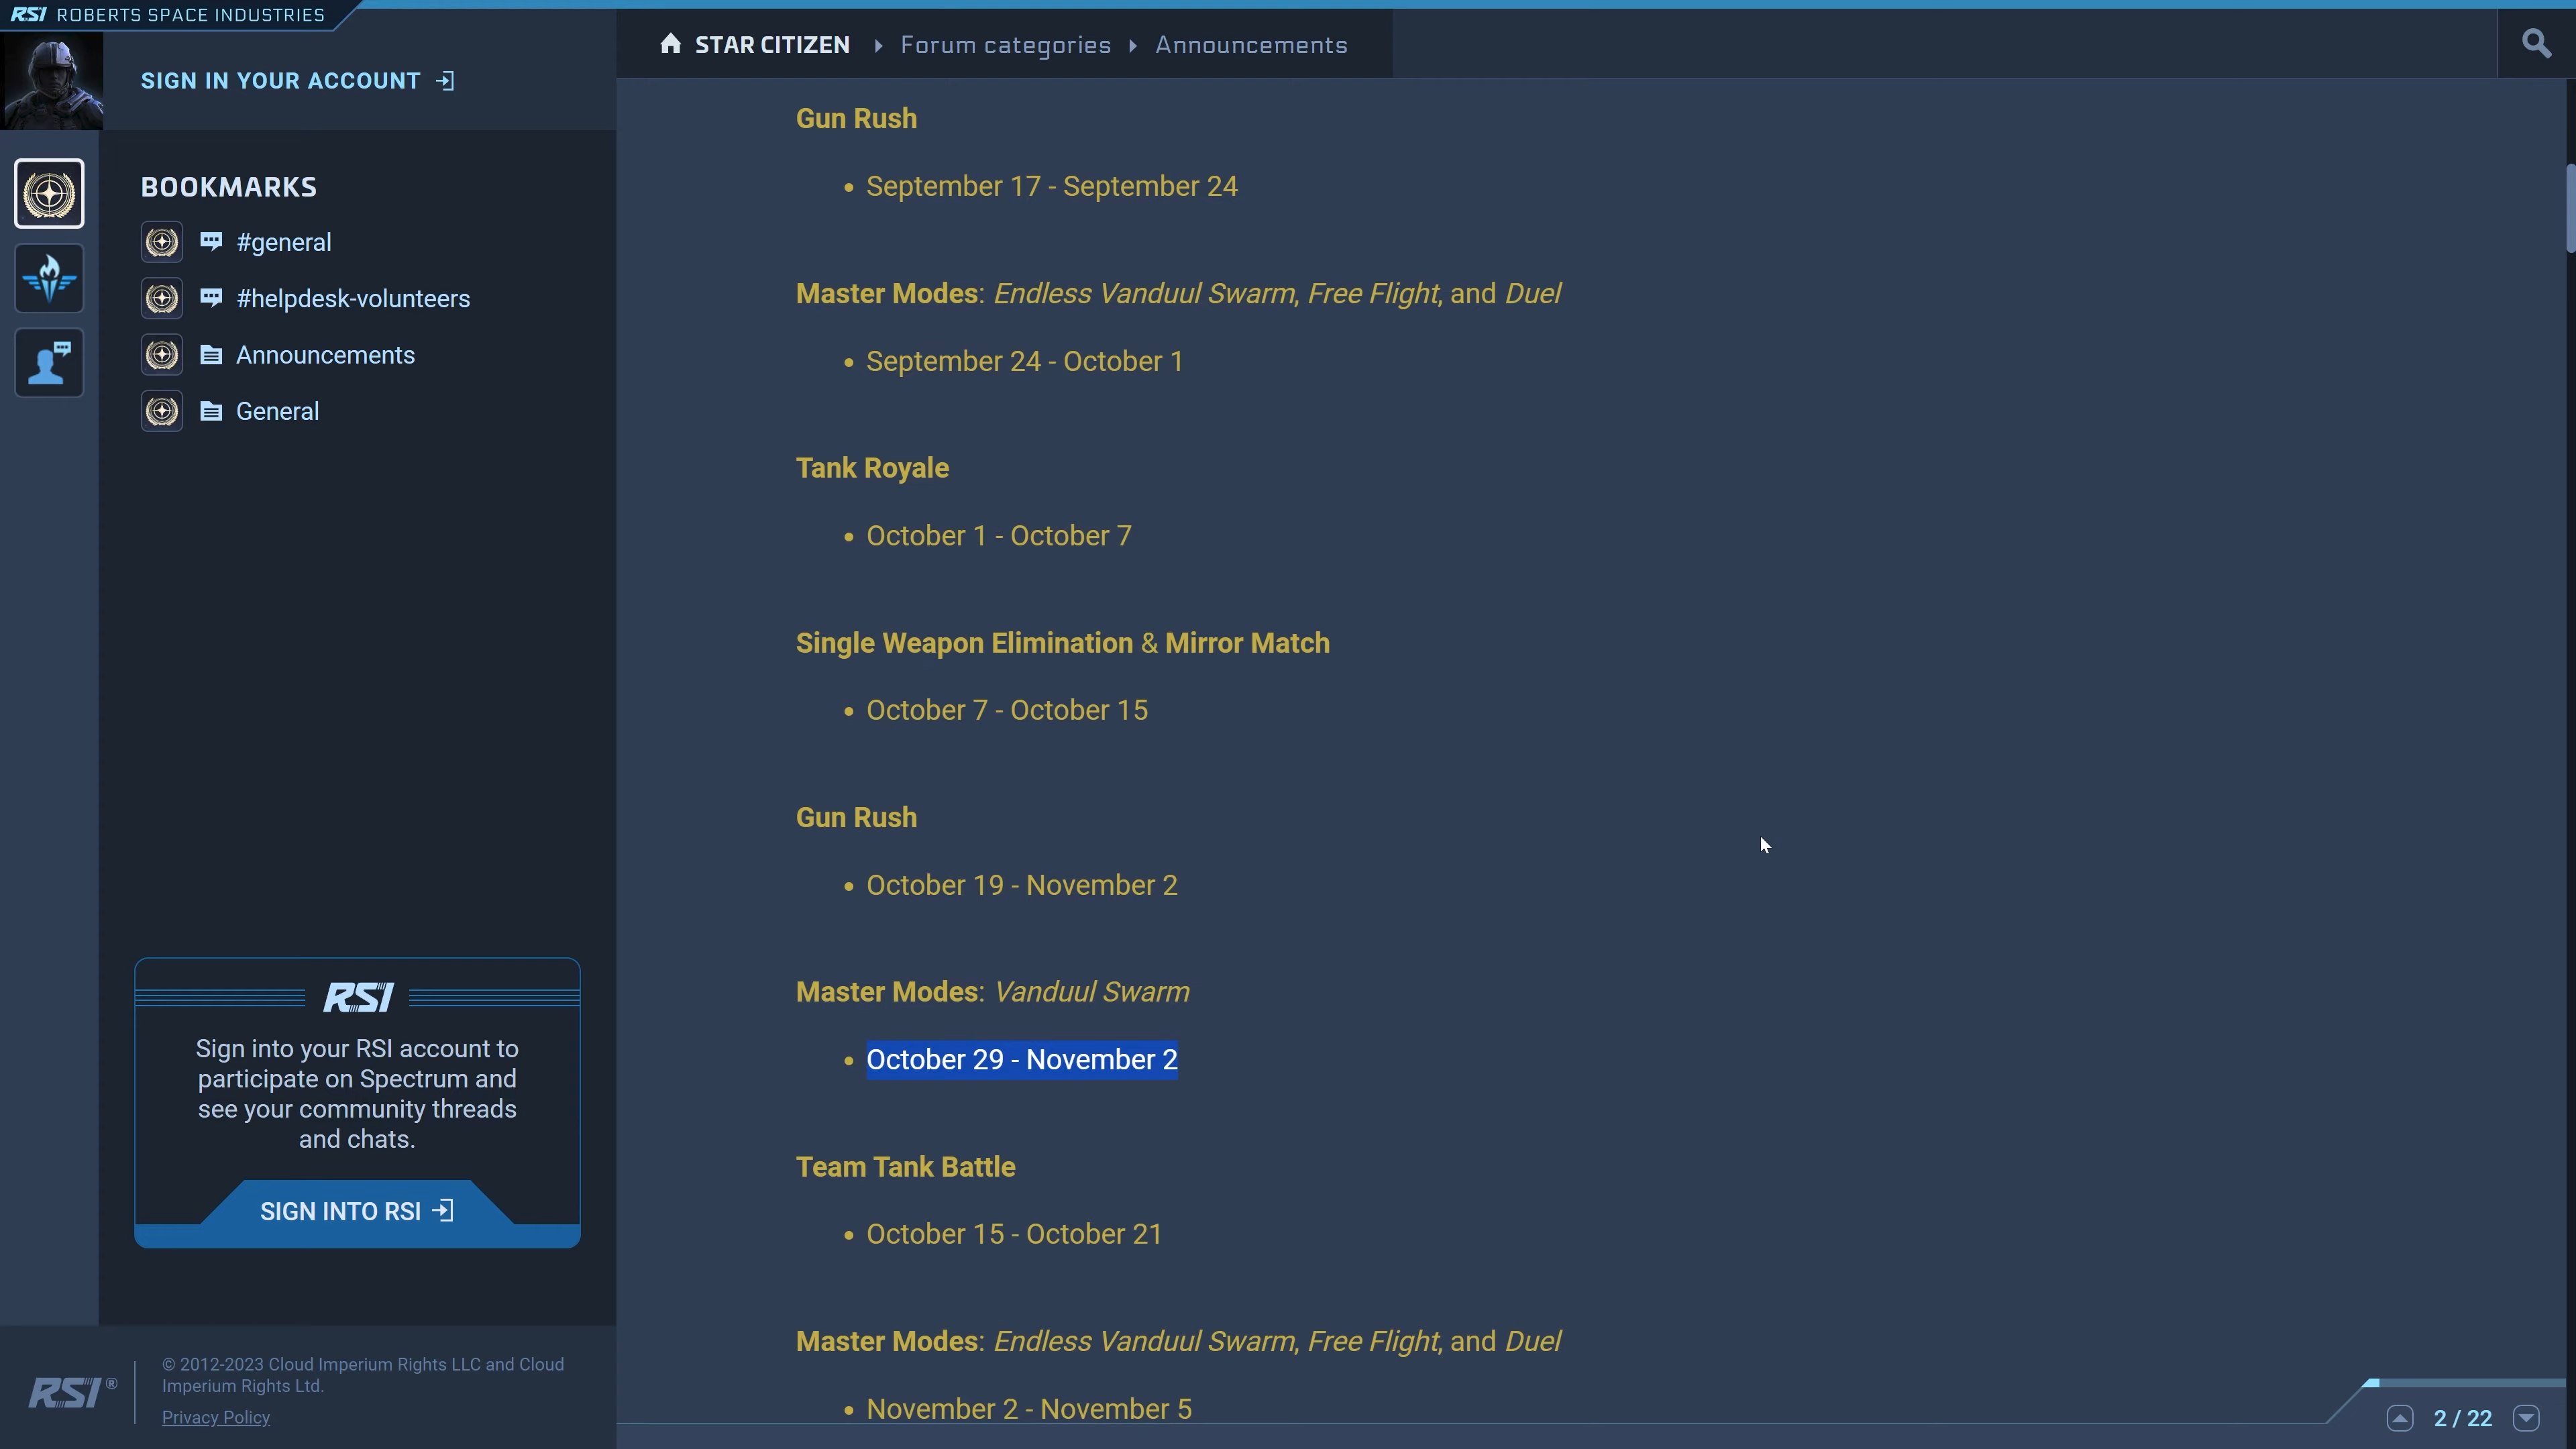 RSI ROBERTS SPACE INDUSTRIES
SIGN IN YOUR ACCOUNT
BOOKMARKS
#general
#helpdesk-volunteers
Announcements
General
RSI
Sign into your RSI account to
participate on Spectrum and
see your community threads
and chats.
SIGN INTO RSI
RSI®
© 2012-2023 Cloud Imperium Rights LLC and Cloud
Imperium Rights Ltd.
Privacy Policy
STAR CITIZEN Forum categories Announcements
Gun Rush
• September 17 - September 24
Master Modes: Endless Vanduul Swarm, Free Flight, and Duel
• September 24 - October 1
Tank Royale
• October 1 - October 7
Single Weapon Elimination & Mirror Match
• October 7 - October 15
Gun Rush
• October 19 - November 2
Master Modes: Vanduul Swarm
• October 29 - November 2
Team Tank Battle
• October 15 - October 21
Master Modes: Endless Vanduul Swarm, Free Flight, and Duel
• November 2 - November 5
2 / 22